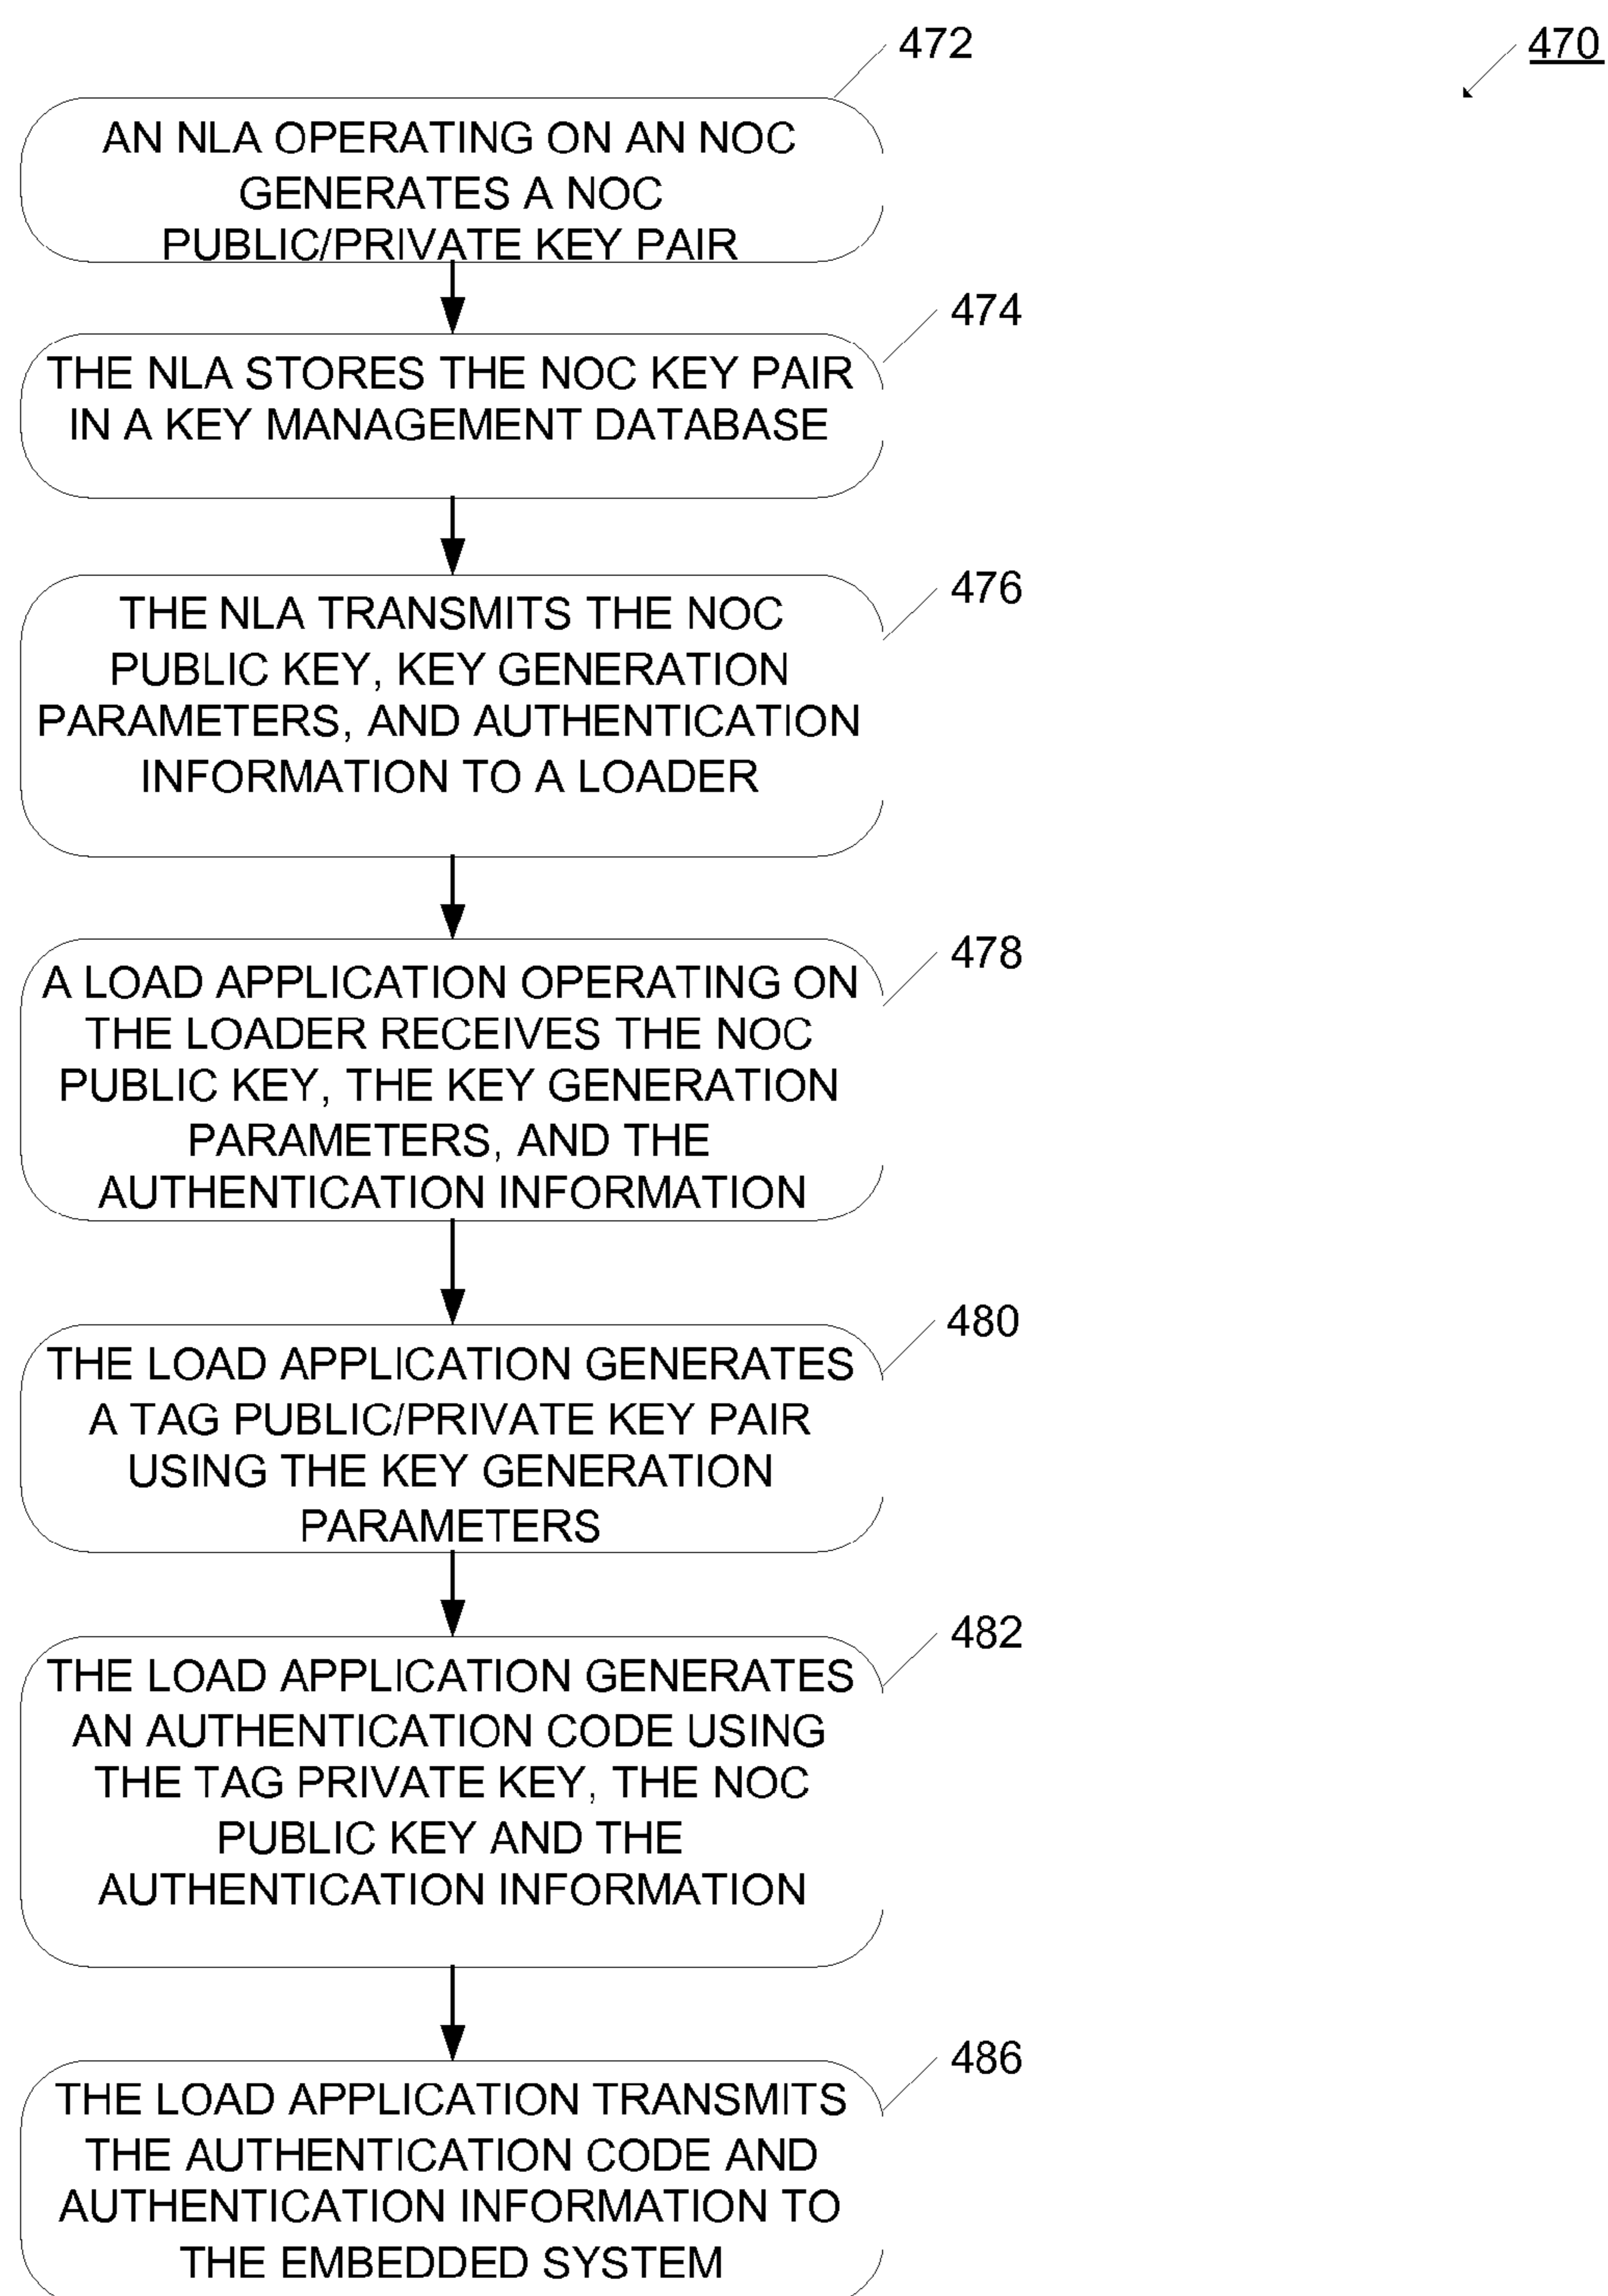 472
470
AN NLA OPERATING ON AN NOC
GENERATES A NOC
PUBLIC/PRIVATE KEY PAIR
474
THE NLA STORES THE NOC KEY PAIR
IN A KEY MANAGEMENT DATABASE
476
THE NLA TRANSMITS THE NOC
PUBLIC KEY, KEY GENERATION
PARAMETERS, AND AUTHENTICATION
INFORMATION TO A LOADER
478
A LOAD APPLICATION OPERATING ON
THE LOADER RECEIVES THE NOC
PUBLIC KEY, THE KEY GENERATION
PARAMETERS, AND THE
AUTHENTICATION INFORMATION
480
THE LOAD APPLICATION GENERATES
A TAG PUBLIC/PRIVATE KEY PAIR
USING THE KEY GENERATION
PARAMETERS
482
THE LOAD APPLICATION GENERATES
AN AUTHENTICATION CODE USING
THE TAG PRIVATE KEY, THE NOC
PUBLIC KEY AND THE
AUTHENTICATION INFORMATION
486
THE LOAD APPLICATION TRANSMITS
THE AUTHENTICATION CODE AND
AUTHENTICATION INFORMATION TO
THE EMBEDDED SYSTEM